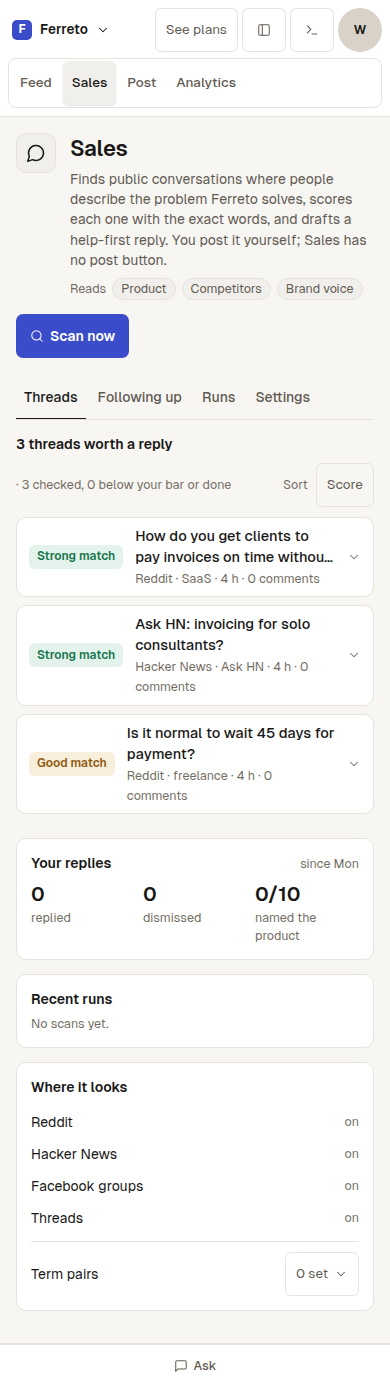 F Ferreto See plans W
Feed Sales Post Analytics
Sales
Finds public conversations where people
describe the problem Ferreto solves, scores
each one with the exact words, and drafts a
help-first reply. You post it yourself; Sales has
no post button.
Reads Product Competitors Brand voice
Scan now
Threads Following up Runs Settings
3 threads worth a reply
· 3 checked, 0 below your bar or done Sort Score
Strong match
How do you get clients to
pay invoices on time withou...
Reddit · SaaS · 4 h · 0 comments
Strong match
Ask HN: invoicing for solo
consultants?
Hacker News · Ask HN · 4 h · 0
comments
Good match
Is it normal to wait 45 days for
payment?
Reddit · freelance · 4 h · 0
comments
Your replies since Mon
0 0 0/10
replied dismissed named the
product
Recent runs
No scans yet.
Where it looks
Reddit on
Hacker News on
Facebook groups on
Threads on
Term pairs 0 set
Ask